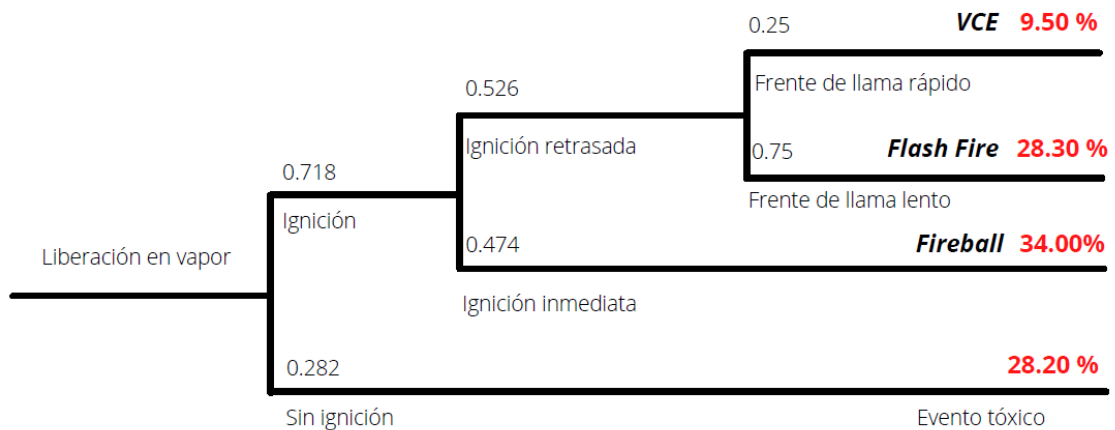 0.25 VCE 9.50 %
Frente de llama rápido
0.526
Ignición retrasada
0.75 Flash Fire 28.30 %
Frente de llama lento
0.718
Ignición
0.474 Fireball 34.00%
Ignición inmediata
Liberación en vapor
0.282 28.20 %
Sin ignición Evento tóxico